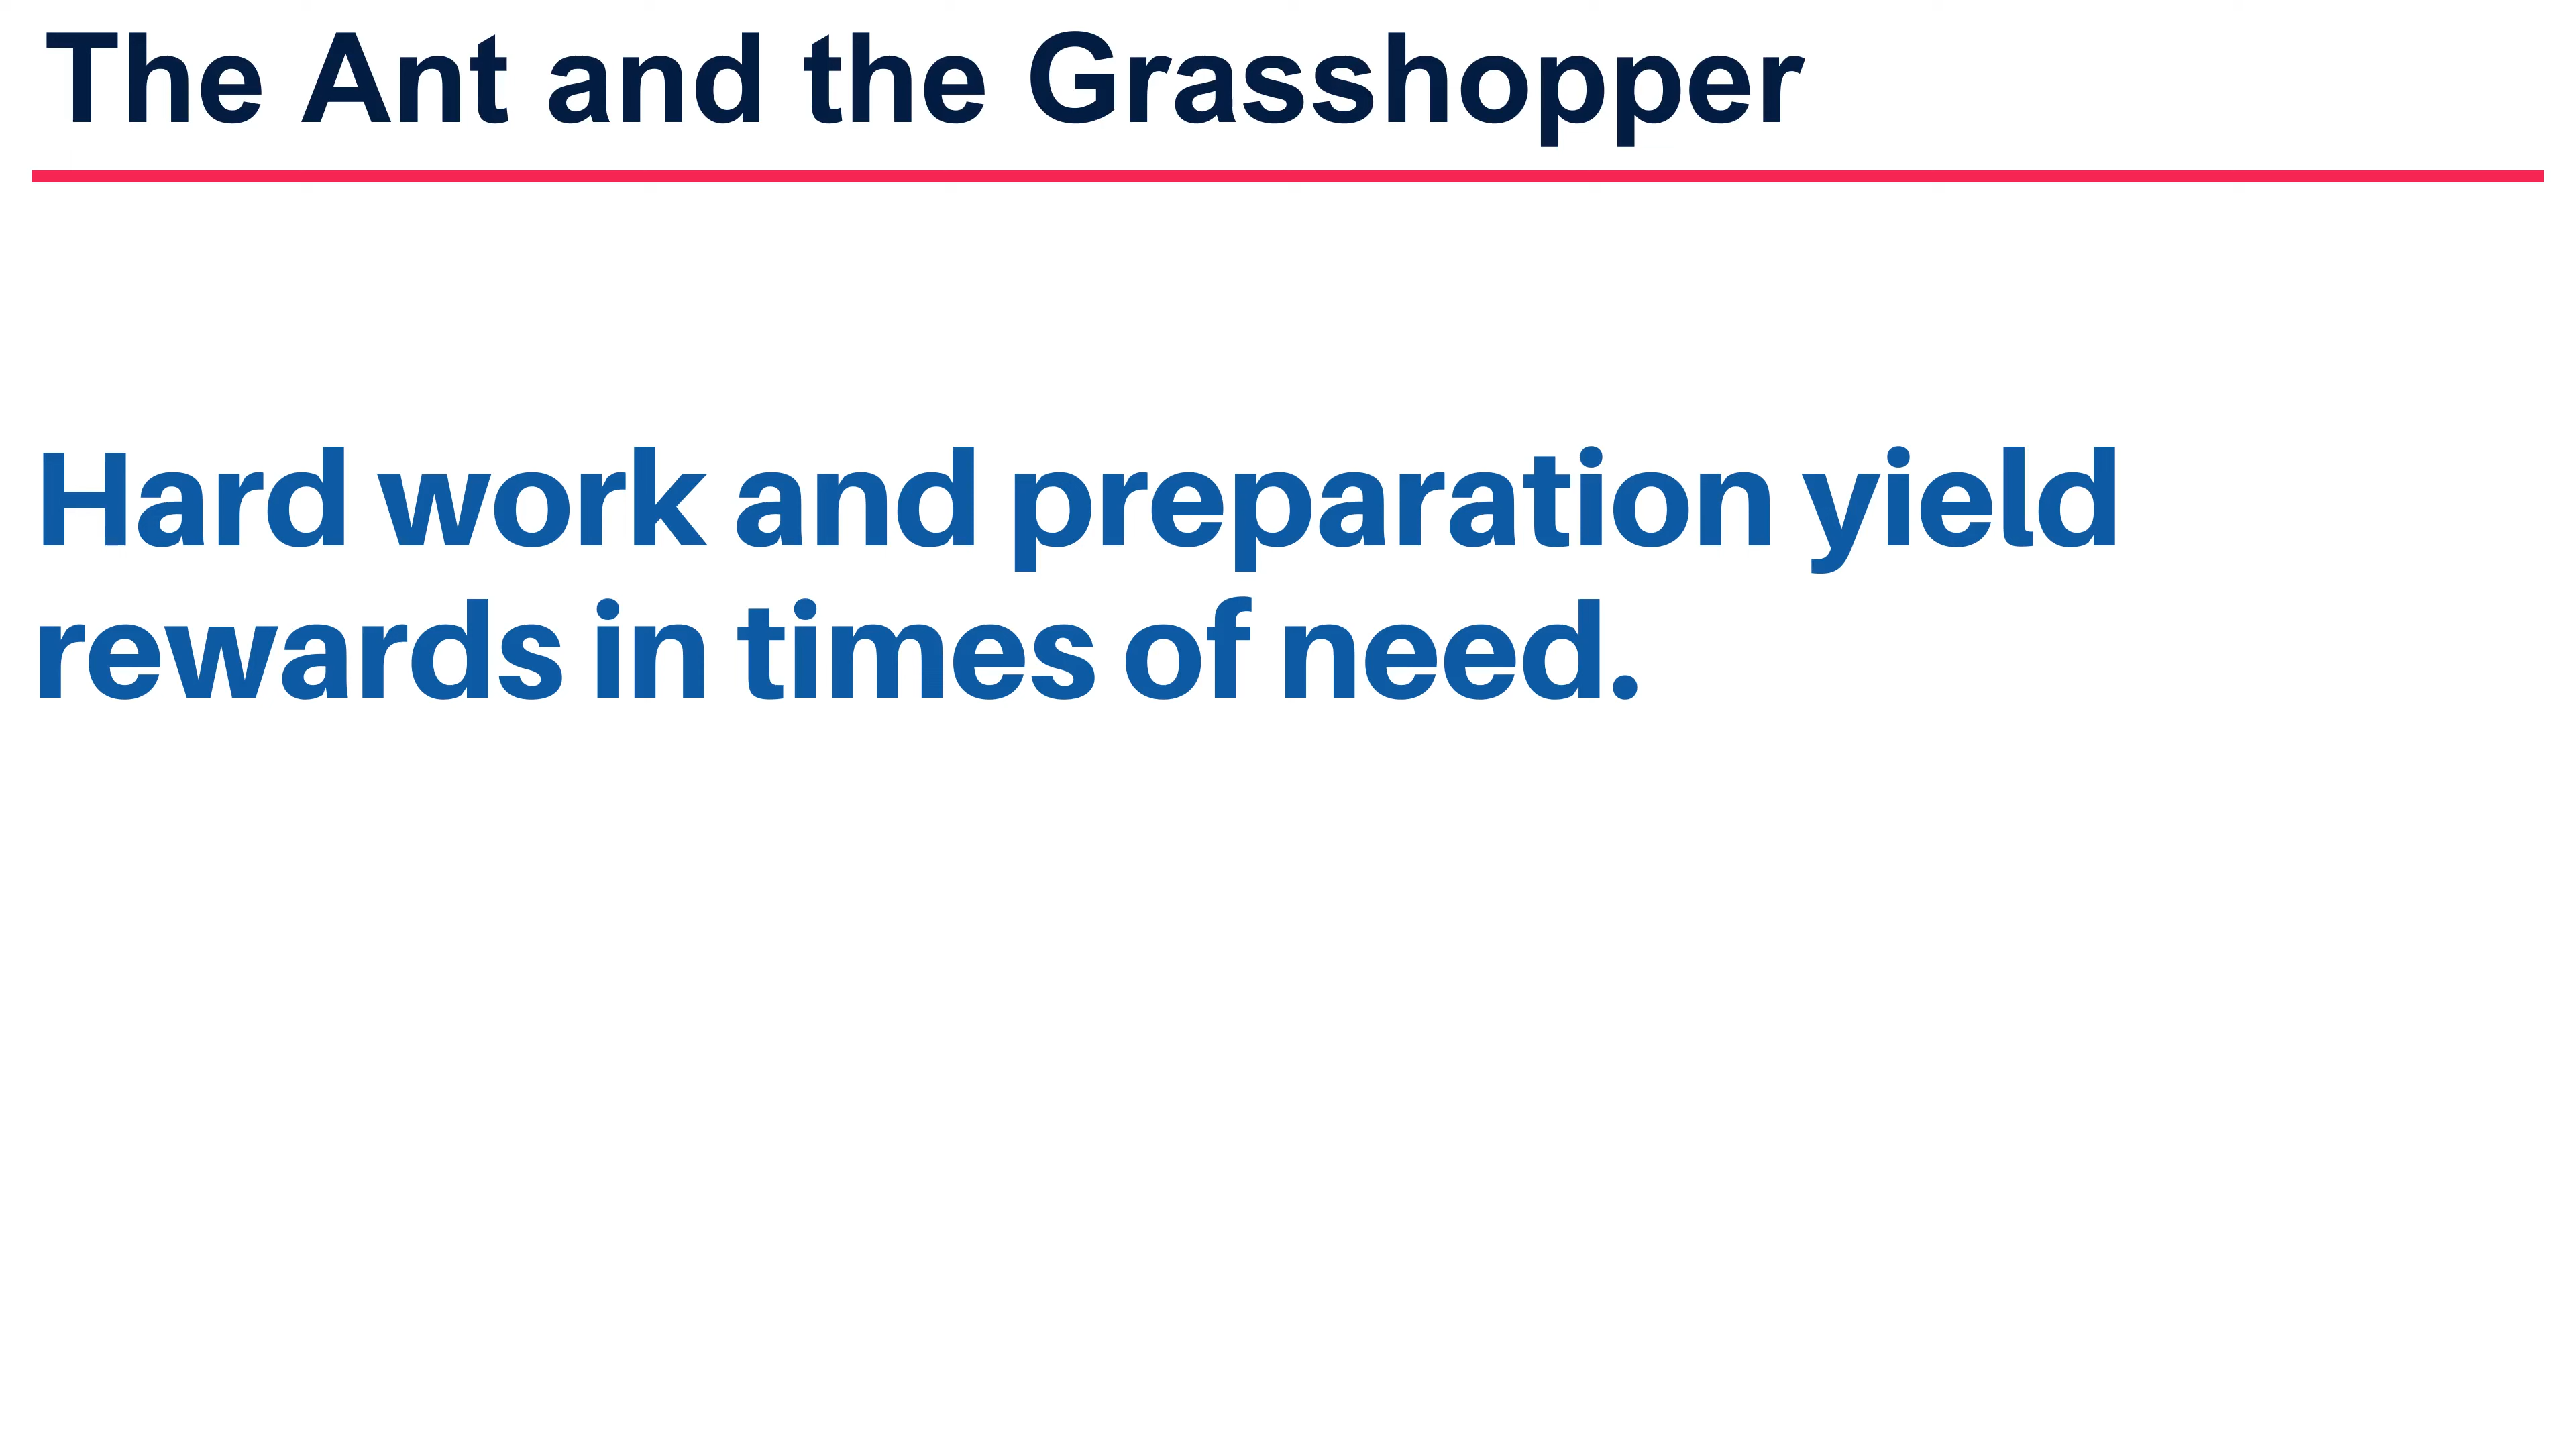 The Ant and the Grasshopper
Hard work and preparation yield
rewards in times of need.